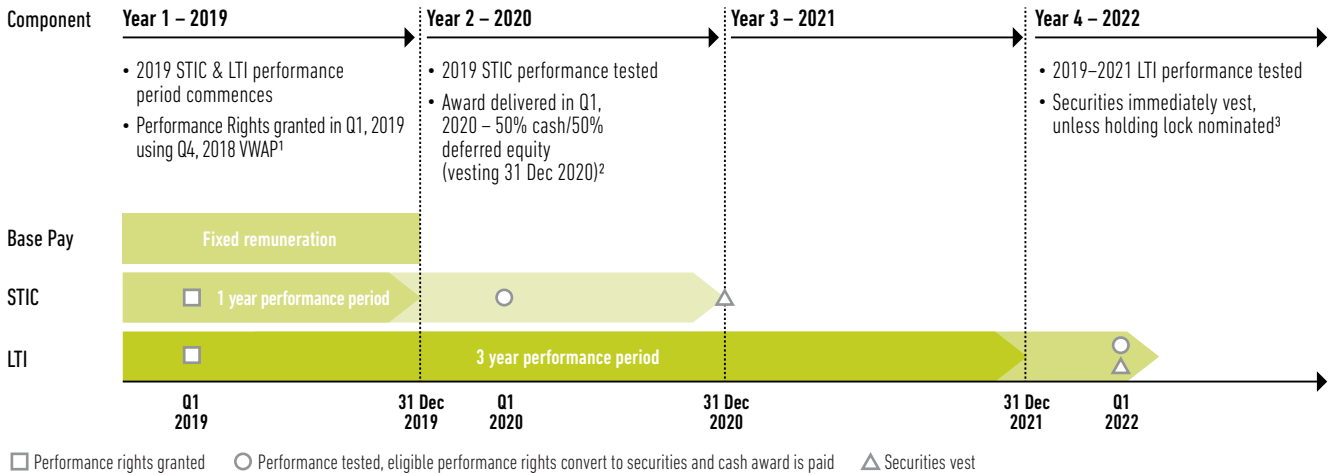 Component
Year 1 – 2019
Year 2 – 2020
Year 3 – 2021
Year 4 – 2022
• 2019 STIC & LTI performance
period commences
• Performance Rights granted in Q1, 2019
using Q4, 2018 VWAP¹
• 2019 STIC performance tested
• Award delivered in Q1,
2020 – 50% cash/50%
deferred equity
(vesting 31 Dec 2020)²
• 2019–2021 LTI performance tested
• Securities immediately vest,
unless holding lock nominated³
Base Pay
Fixed remuneration
STIC
1 year performance period
LTI
3 year performance period
Q1
2019
31 Dec
2019
Q1
2020
31 Dec
2020
31 Dec
2021
Q1
2022
Performance rights granted
Performance tested, eligible performance rights convert to securities and cash award is paid
Securities vest